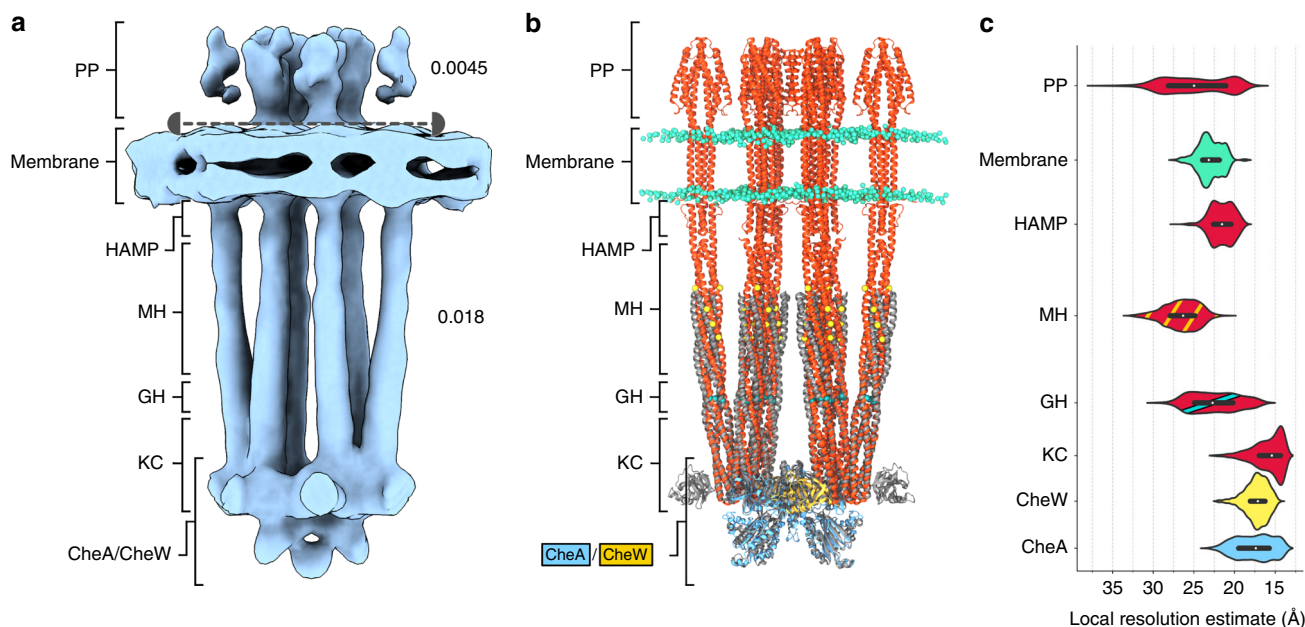 a
PP
0.0045
Membrane
HAMP
MH
0.018
GH
KC
CheA/CheW
b
PP
Membrane
HAMP
MH
GH
KC
CheA / CheW
c
PP
Membrane
HAMP
MH
GH
KC
CheW
CheA
35 30 25 20 15
Local resolution estimate (Å)